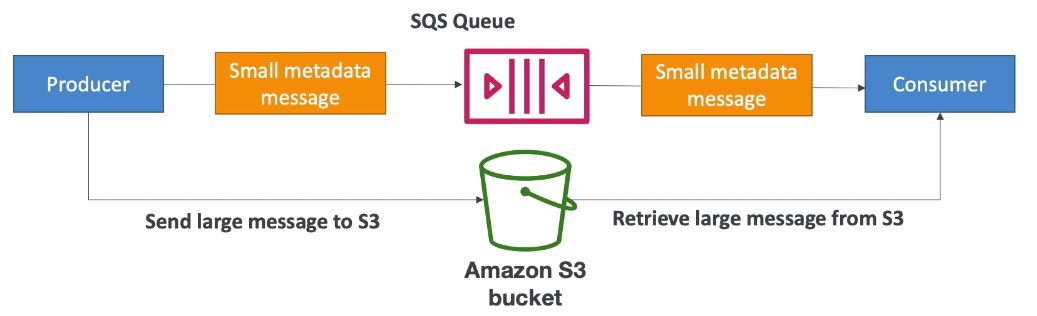 SQS Queue
Producer
Small metadata
message
Small metadata
message
Consumer
Send large message to S3
Retrieve large message from S3
Amazon S3
bucket